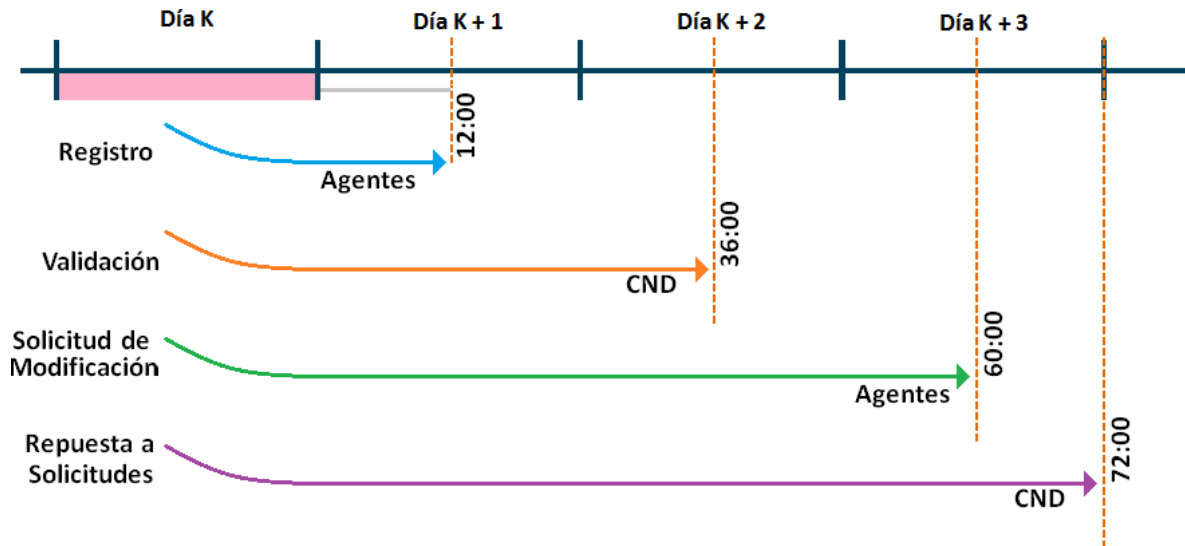 Día K
Día K + 1
Día K + 2
Día K + 3
12:00
Registro
Agentes
36:00
Validación
CND
60:00
Solicitud de
Modificación
Agentes
72:00
Repuesta a
Solicitudes
CND